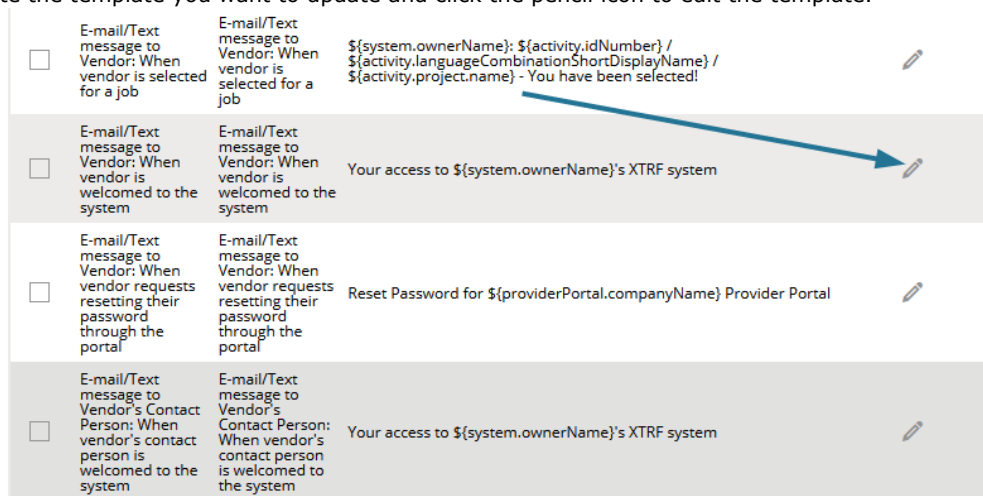 the template you want to update and click the pencil icon to edit the template.
E-mail/Text
message to
Vendor: When
vendor is selected
for a job
E-mail/Text
message to
Vendor: When
vendor is
selected for a
job
${system.ownerName}: ${activity.idNumber} /
${activity.languageCombinationShortDisplayName} /
${activity.project.name} - You have been selected!
E-mail/Text
message to
Vendor: When
vendor is
welcomed to the
system
E-mail/Text
message to
Vendor: When
vendor is
welcomed to the
system
Your access to ${system.ownerName}'s XTRF system
E-mail/Text
message to
Vendor: When
vendor requests
resetting their
password
through the
portal
E-mail/Text
message to
Vendor: When
vendor requests
resetting their
password
through the
portal
Reset Password for ${providerPortal.companyName} Provider Portal
E-mail/Text
message to
Vendor's Contact
Person: When
vendor's contact
person is
welcomed to the
system
E-mail/Text
message to
Vendor's
Contact Person:
When vendor's
contact person
is welcomed to
the system
Your access to ${system.ownerName}'s XTRF system